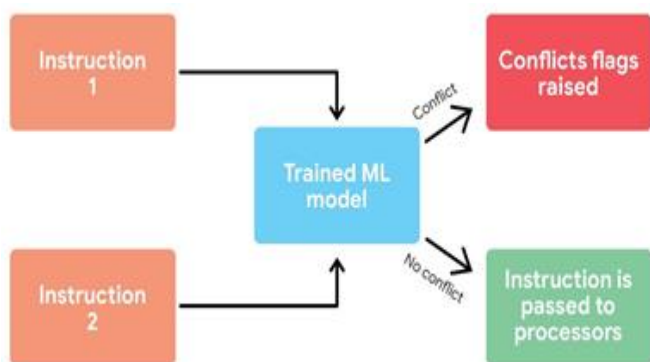 Instruction
1
Conflicts flags
raised
Conflict
Trained ML
model
No conflict
Instruction
2
Instruction is
passed to
processors